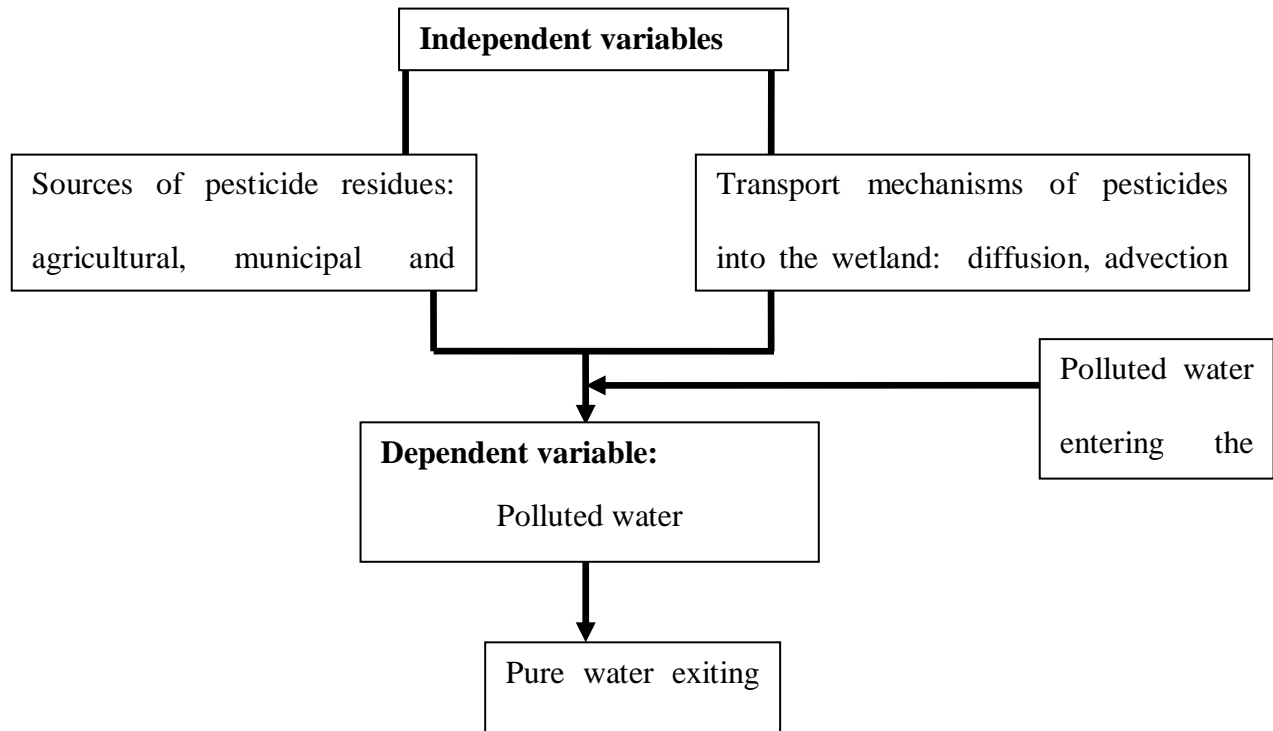 Independent variables
Sources of pesticide residues:
agricultural, municipal and
Transport mechanisms of pesticides
into the wetland: diffusion, advection
Polluted water
entering the
Dependent variable:
Polluted water
Pure water exiting